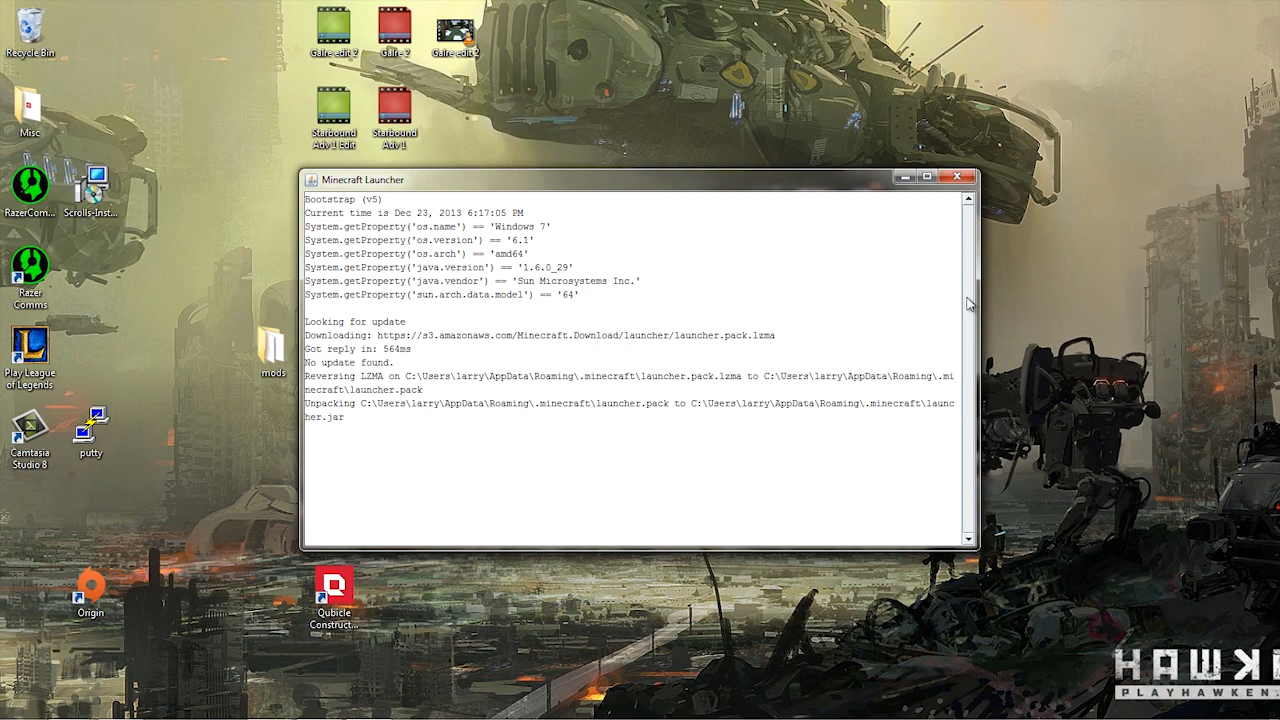 Recycle Bin
Galre edit 2
Galre 2
Galre edit 2
Misc
Starbound
Adv 1 Edit
Starbound
Adv 1
RazerCom...
Scrolls-Inst...
Razer
Comms
Play League
of Legends
mods
Camtasia
Studio 8
putty
Origin
Qubicle
Construct...
Minecraft Launcher
Bootstrap (v5)
Current time is Dec 23, 2013 6:17:05 PM
System.getProperty('os.name') == 'Windows 7'
System.getProperty('os.version') == '6.1'
System.getProperty('os.arch') == 'amd64'
System.getProperty('java.version') == '1.6.0_29'
System.getProperty('java.vendor') == 'Sun Microsystems Inc.'
System.getProperty('sun.arch.data.model') == '64'
Looking for update
Downloading: https://s3.amazonaws.com/Minecraft.Download/launcher/launcher.pack.lzma
Got reply in: 564ms
No update found.
Reversing LZMA on C:\Users\larry\AppData\Roaming\.minecraft\launcher.pack.lzma to C:\Users\larry\AppData\Roaming\.mi
necraft\launcher.pack
Unpacking C:\Users\larry\AppData\Roaming\.minecraft\launcher.pack to C:\Users\larry\AppData\Roaming\.minecraft\launc
her.jar
HAWKE
PLAYHAWKEN.